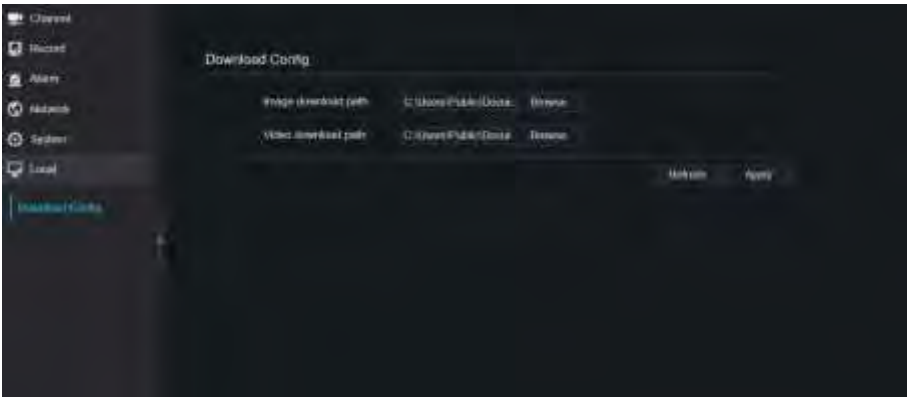 Channel
Record
Alarm
Network
System
Local
Download Config
Download Config
Image download path
Browse
Video download path
Browse
Refresh
Apply